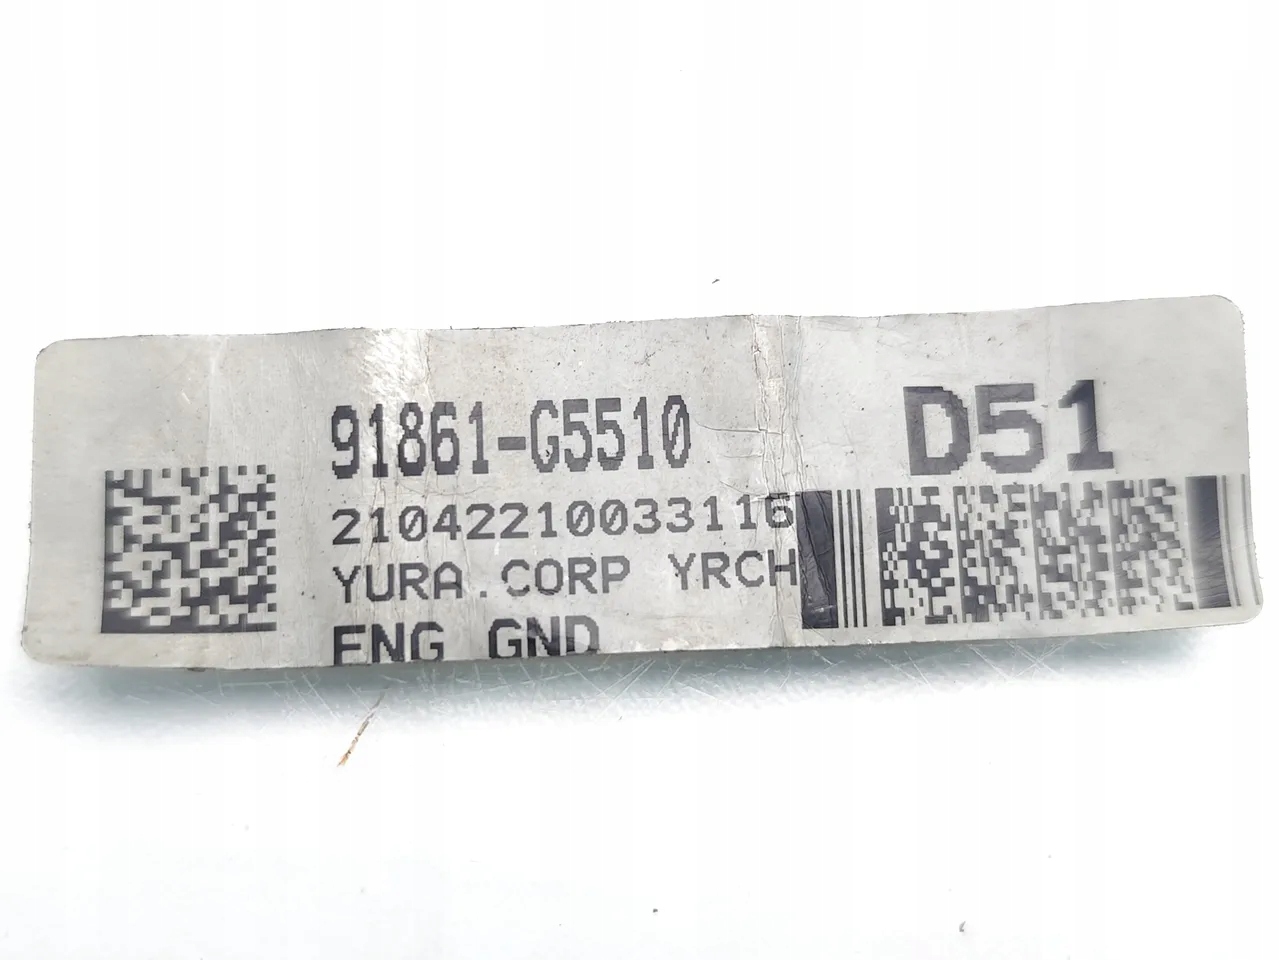 91861-G5510
D51
21042210033116
YURA.CORP YRCH
ENG GND